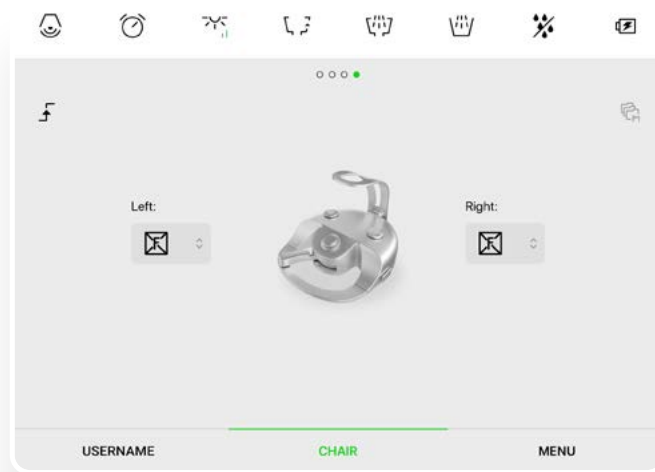 Left:
Right:
F
F
USERNAME
CHAIR
MENU